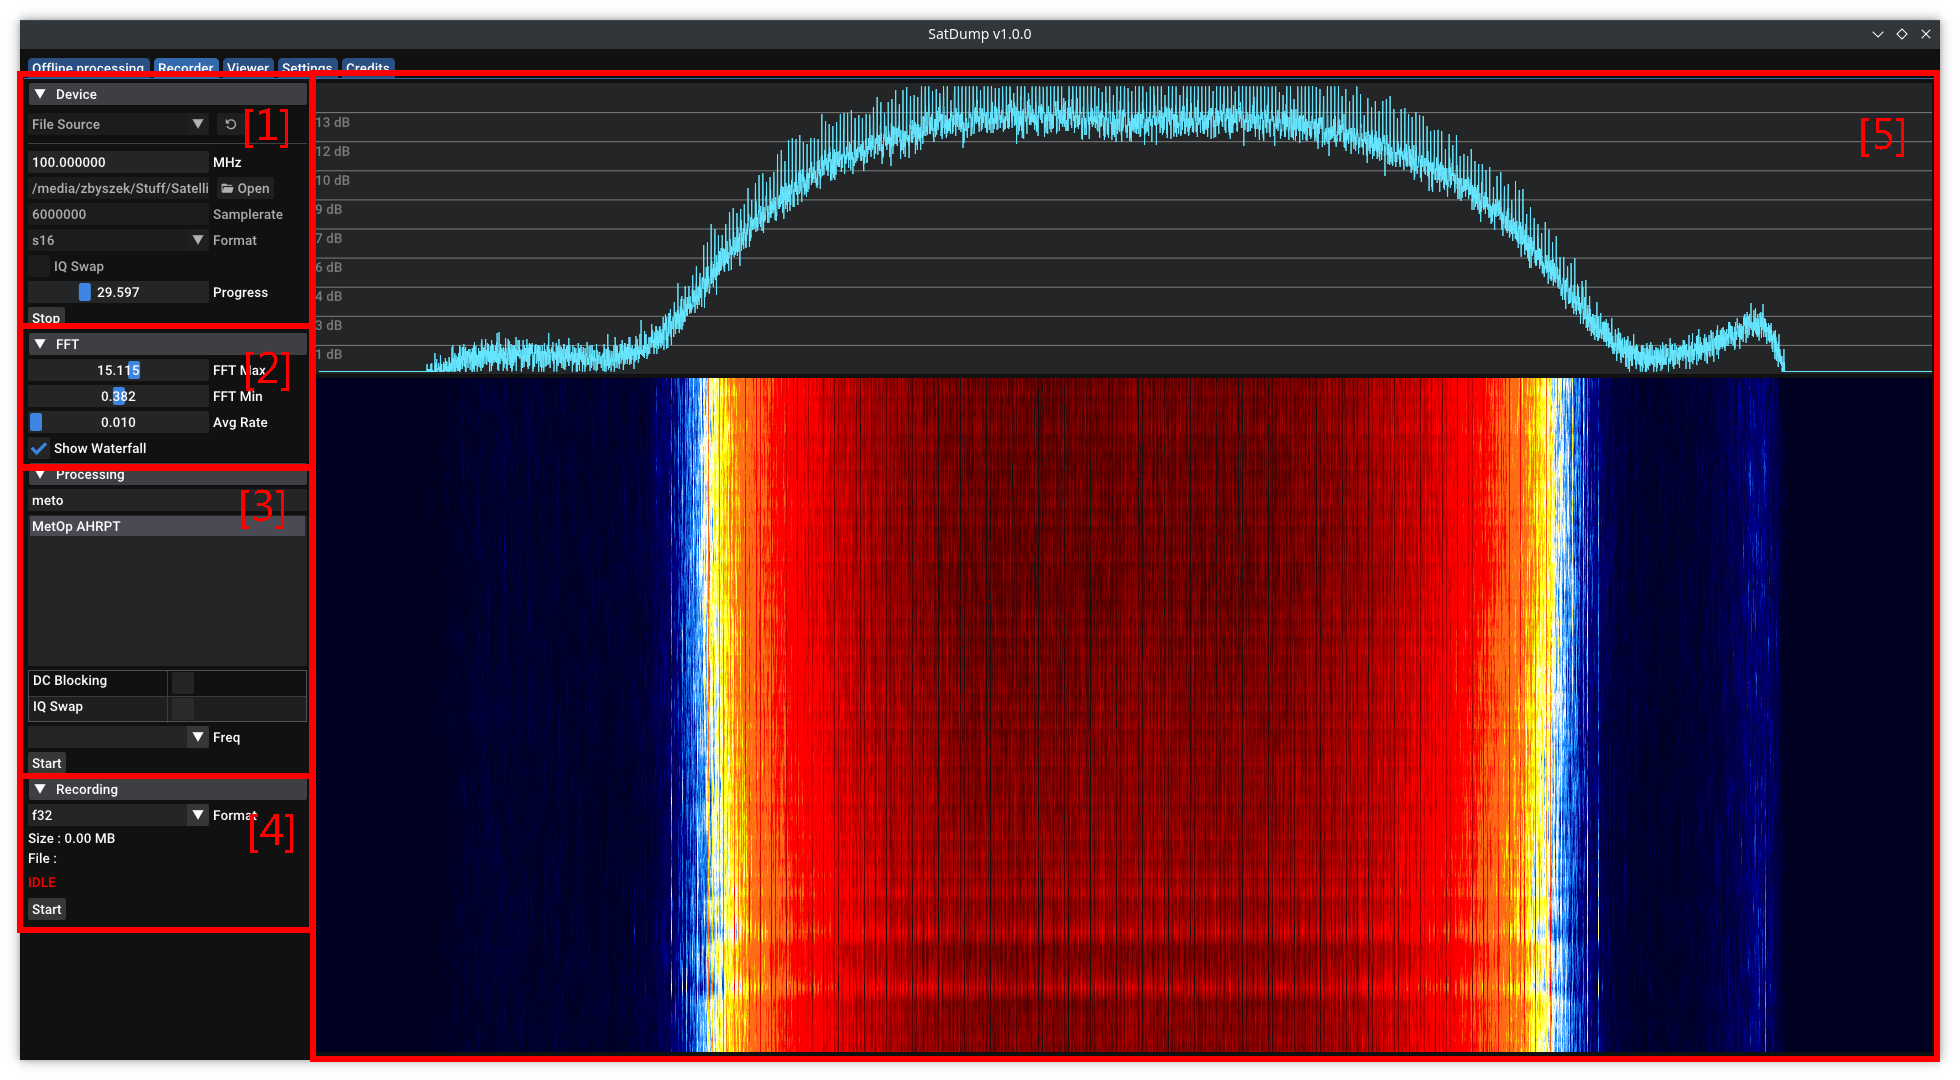 SatDump v1.0.0
Offline processing Recorder Viewer Settings Credits
Device
File Source
[1]
100.000000 MHz
/media/zbyszek/Stuff/Satelli Open
6000000 Samplerate
s16 Format
IQ Swap
29.597 Progress
Stop
FFT
[2]
15.115 FFT Max
0.382 FFT Min
0.010 Avg Rate
Show Waterfall
Processing
meto
[3]
MetOp AHRPT
DC Blocking
IQ Swap
Freq
Start
Recording
f32 Format
[4]
Size : 0.00 MB
File :
IDLE
Start
[5]
13 dB
12 dB
10 dB
9 dB
7 dB
6 dB
4 dB
3 dB
1 dB